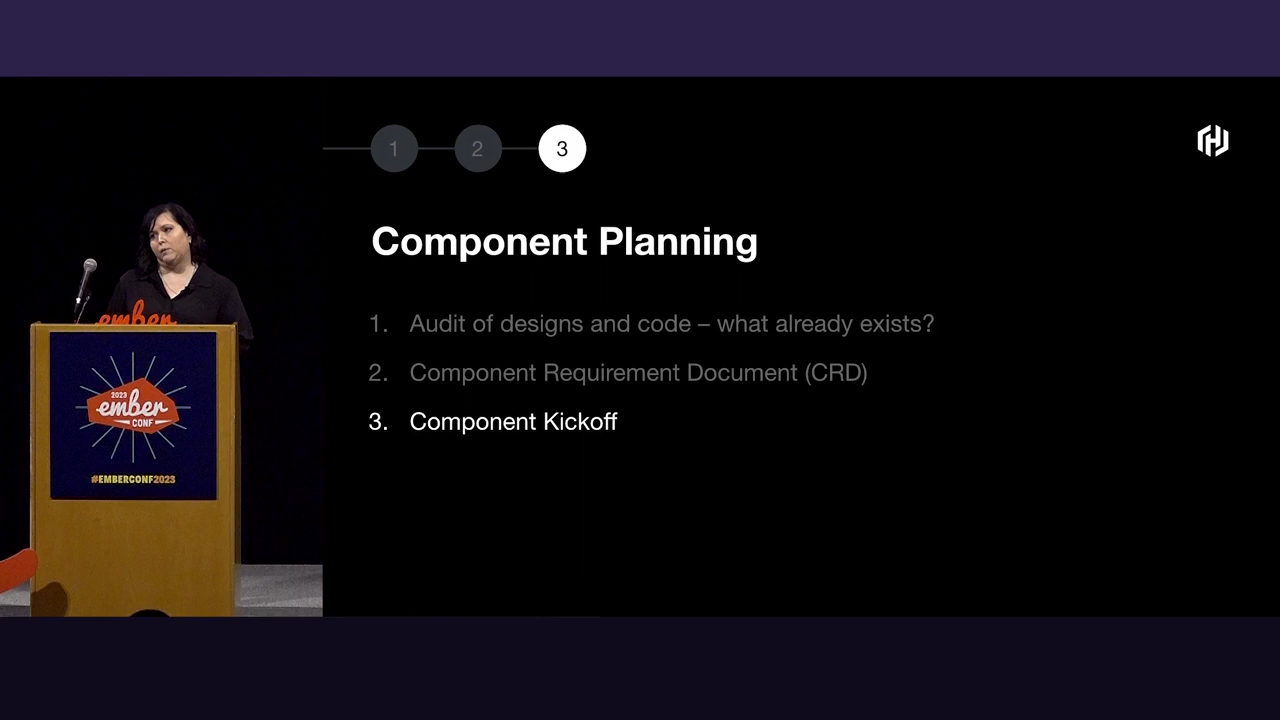 1 2 3
Component Planning
1. Audit of designs and code – what already exists?
2. Component Requirement Document (CRD)
3. Component Kickoff
ember
2023
ember
CONF
#EMBERCONF2023